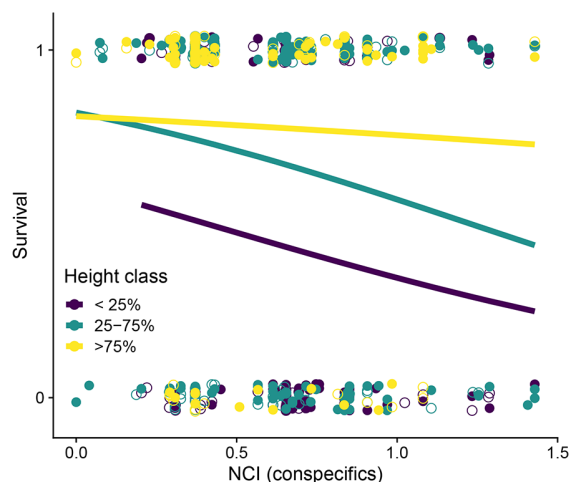 1
Survival
Height class
< 25%
25−75%
>75%
0
0.0 0.5 1.0 1.5
NCI (conspecifics)